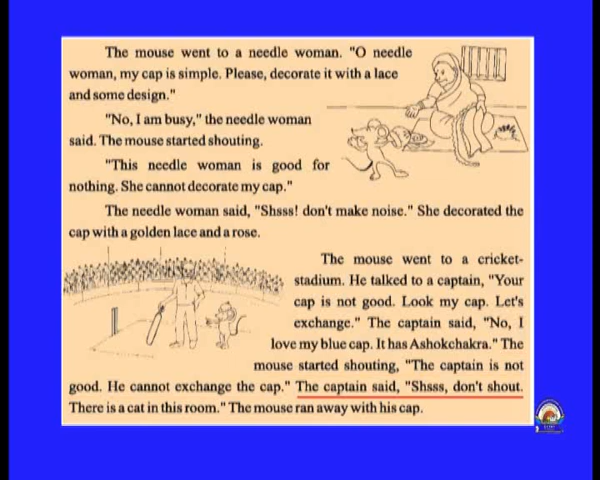 The mouse went to a needle woman. "O needle
woman, my cap is simple. Please, decorate it with a lace
and some design."
"No, I am busy," the needle woman
said. The mouse started shouting.
"This needle woman is good for
nothing. She cannot decorate my cap."
The needle woman said, "Shsss! don't make noise." She decorated the
cap with a golden lace and a rose.
The mouse went to a cricket-
stadium. He talked to a captain, "Your
cap is not good. Look my cap. Let's
exchange." The captain said, "No, I
love my blue cap. It has Ashokchakra." The
mouse started shouting, "The captain is not
good. He cannot exchange the cap." The captain said, "Shsss, don't shout.
There is a cat in this room." The mouse ran away with his cap.